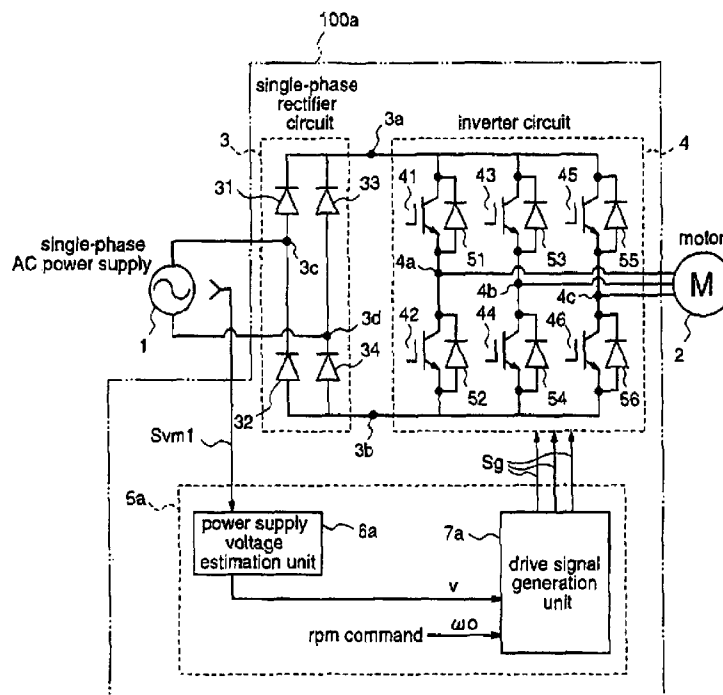 100a
single-phase
rectifier
circuit
3a
inverter circuit
3
4
31
33
41
43
45
single-phase
AC power supply
3c
51
53
55
motor
4a
4b
4c
M
1
3d
42
44
46
2
32
34
52
54
56
Svm1
3b
Sg
5a
power supply
voltage
estimation unit
6a
7a
drive signal
generation
unit
v
rpm command
ωo